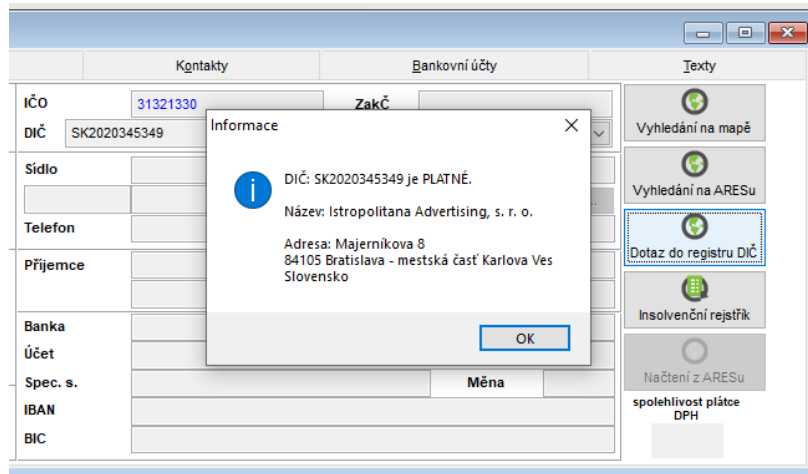 Kontakty Bankovní účty Texty
IČO 31321330 ZakČ
DIČ SK2020345349
Sídlo
...
Telefon
Příjemce
Banka
Účet
Spec. s. Měna
IBAN
BIC
Informace
DIČ: SK2020345349 je PLATNÉ.
Název: Istropolitana Advertising, s. r. o.
Adresa: Majerníkova 8
84105 Bratislava - mestská časť Karlova Ves
Slovensko
OK
Vyhledání na mapě
Vyhledání na ARESu
Dotaz do registru DIČ
Insolvenční rejstřík
Načtení z ARESu
spolehlivost plátce
DPH